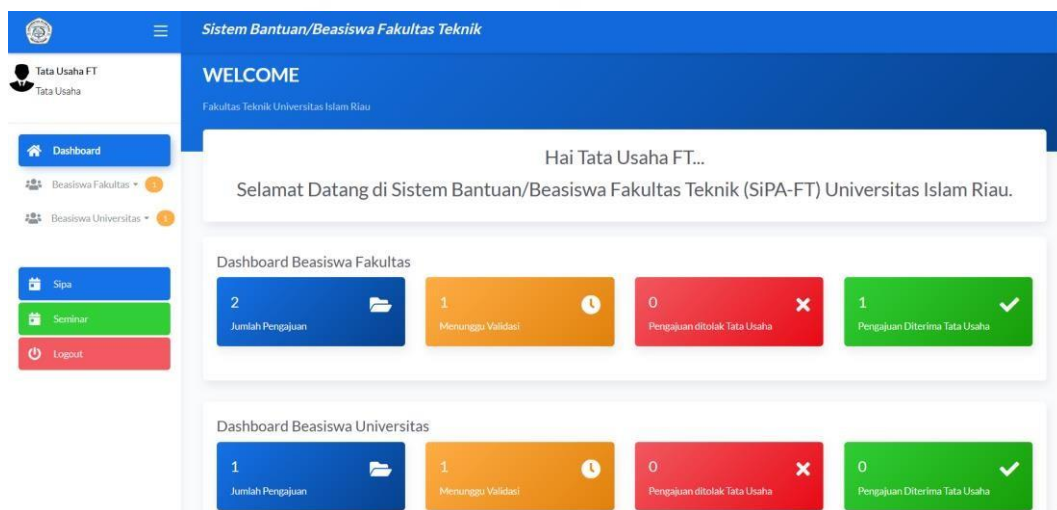 Sistem Bantuan/Beasiswa Fakultas Teknik
Tata Usaha FT
Tata Usaha
Dashboard
Beasiswa Fakultas 1
Beasiswa Universitas 1
Sipa
Seminar
Logout
WELCOME
Fakultas Teknik Universitas Islam Riau
Hai Tata Usaha FT...
Selamat Datang di Sistem Bantuan/Beasiswa Fakultas Teknik (SiPA-FT) Universitas Islam Riau.
Dashboard Beasiswa Fakultas
2
Jumlah Pengajuan
1
Menunggu Validasi
0
Pengajuan ditolak Tata Usaha
1
Pengajuan Diterima Tata Usaha
Dashboard Beasiswa Universitas
1
Jumlah Pengajuan
1
Menunggu Validasi
0
Pengajuan ditolak Tata Usaha
0
Pengajuan Diterima Tata Usaha